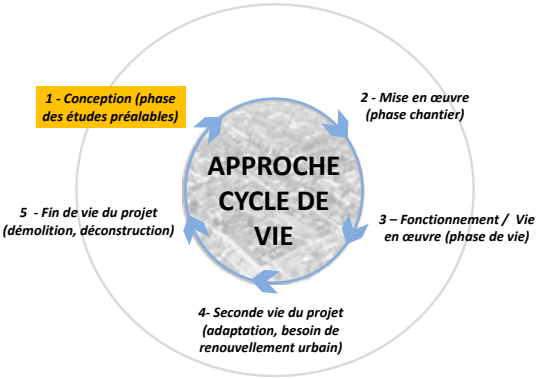 1 - Conception (phase
des études préalables)
2 - Mise en œuvre
(phase chantier)
APPROCHE
CYCLE DE
VIE
3 – Fonctionnement / Vie
en œuvre (phase de vie)
4- Seconde vie du projet
(adaptation, besoin de
renouvellement urbain)
5 - Fin de vie du projet
(démolition, déconstruction)